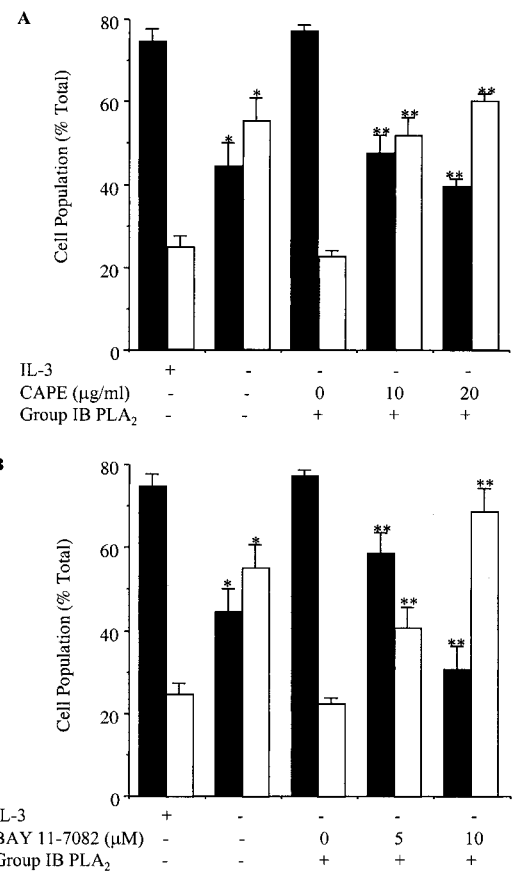 A
80
60
40
20
0
Cell Population (% Total)
* * ** ** ** **
IL-3 + - - - -
CAPE (μg/ml) - - 0 10 20
Group IB PLA₂ - - + + +
B
80
60
40
20
0
Cell Population (% Total)
* * ** ** ** **
IL-3 + - - - -
BAY 11-7082 (μM) - - 0 5 10
Group IB PLA₂ - - + + +